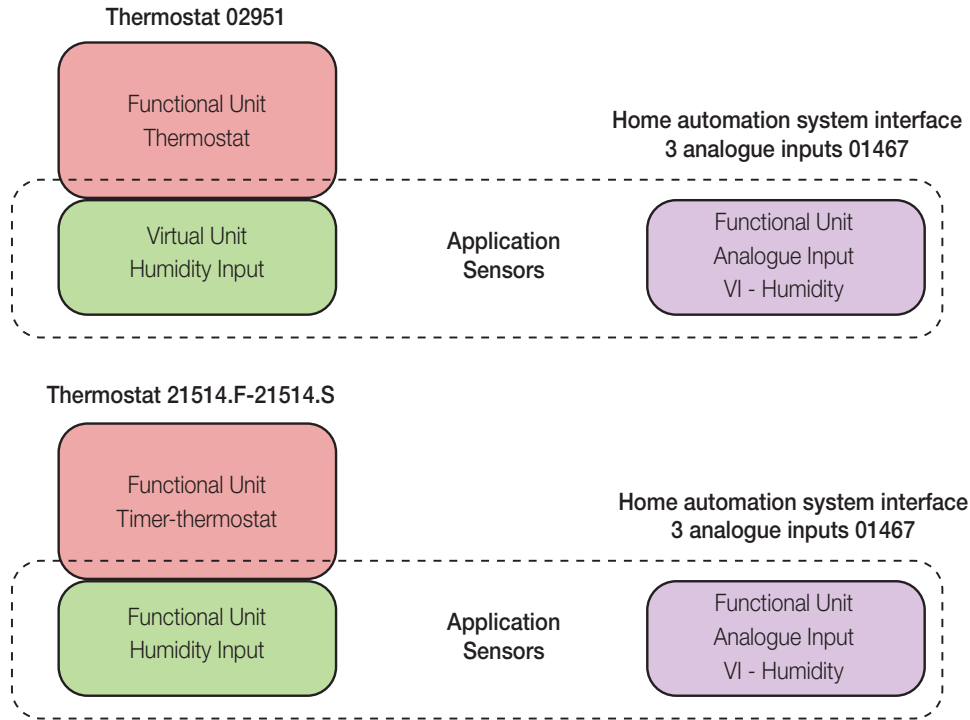 Thermostat 02951
Functional Unit
Thermostat
Home automation system interface
3 analogue inputs 01467
Virtual Unit
Humidity Input
Application
Sensors
Functional Unit
Analogue Input
VI - Humidity
Thermostat 21514.F-21514.S
Functional Unit
Timer-thermostat
Home automation system interface
3 analogue inputs 01467
Functional Unit
Humidity Input
Application
Sensors
Functional Unit
Analogue Input
VI - Humidity